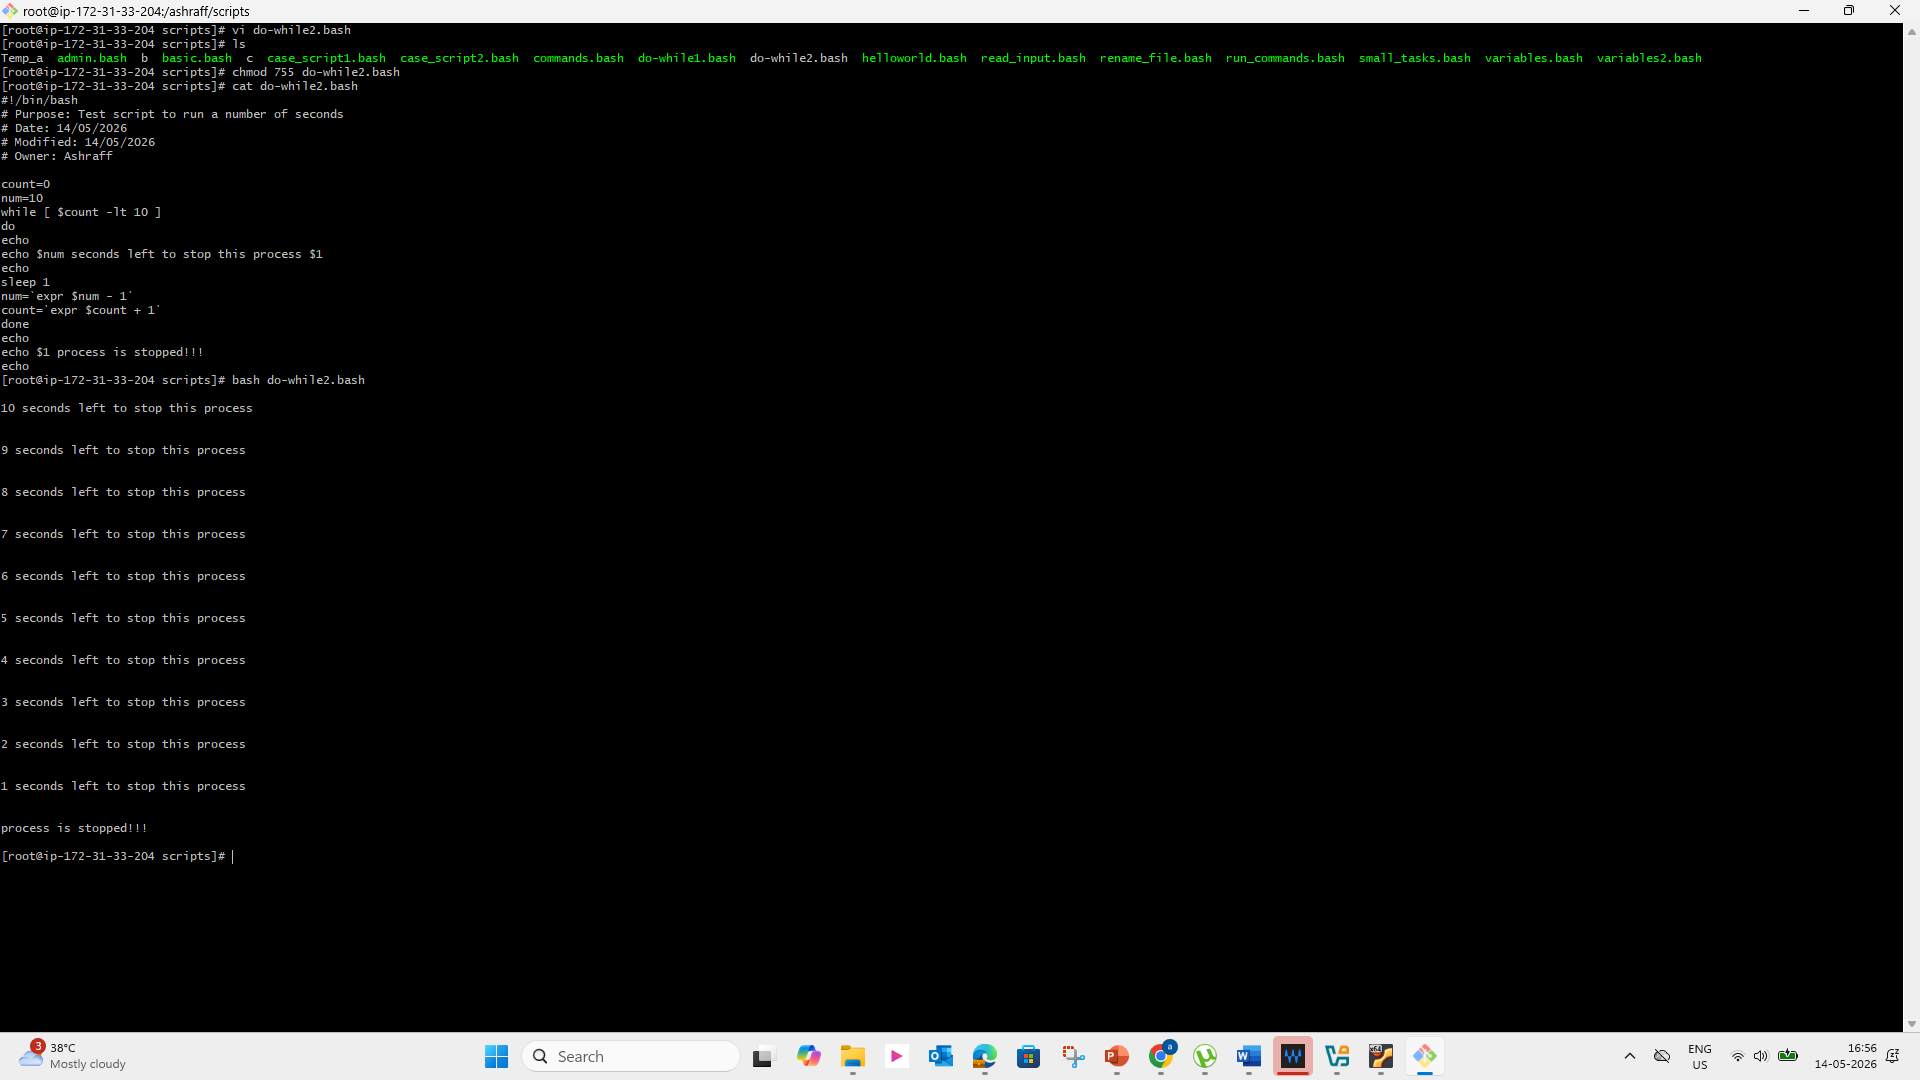 root@ip-172-31-33-204:/ashraff/scripts
[root@ip-172-31-33-204 scripts]# vi do-while2.bash
[root@ip-172-31-33-204 scripts]# ls
Temp_a  admin.bash  b  basic.bash  c  case_script1.bash  case_script2.bash  commands.bash  do-while1.bash  do-while2.bash  helloworld.bash  read_input.bash  rename_file.bash  run_commands.bash  small_tasks.bash  variables.bash  variables2.bash
[root@ip-172-31-33-204 scripts]# chmod 755 do-while2.bash
[root@ip-172-31-33-204 scripts]# cat do-while2.bash
#!/bin/bash
# Purpose: Test script to run a number of seconds
# Date: 14/05/2026
# Modified: 14/05/2026
# Owner: Ashraff
count=0
num=10
while [ $count -lt 10 ]
do
echo
echo $num seconds left to stop this process $1
echo
sleep 1
num=`expr $num - 1`
count=`expr $count + 1`
done
echo
echo $1 process is stopped!!!
echo
[root@ip-172-31-33-204 scripts]# bash do-while2.bash
10 seconds left to stop this process
9 seconds left to stop this process
8 seconds left to stop this process
7 seconds left to stop this process
6 seconds left to stop this process
5 seconds left to stop this process
4 seconds left to stop this process
3 seconds left to stop this process
2 seconds left to stop this process
1 seconds left to stop this process
process is stopped!!!
[root@ip-172-31-33-204 scripts]#
3
38°C
Mostly cloudy
Search
a
ENG
US
16:56
14-05-2026